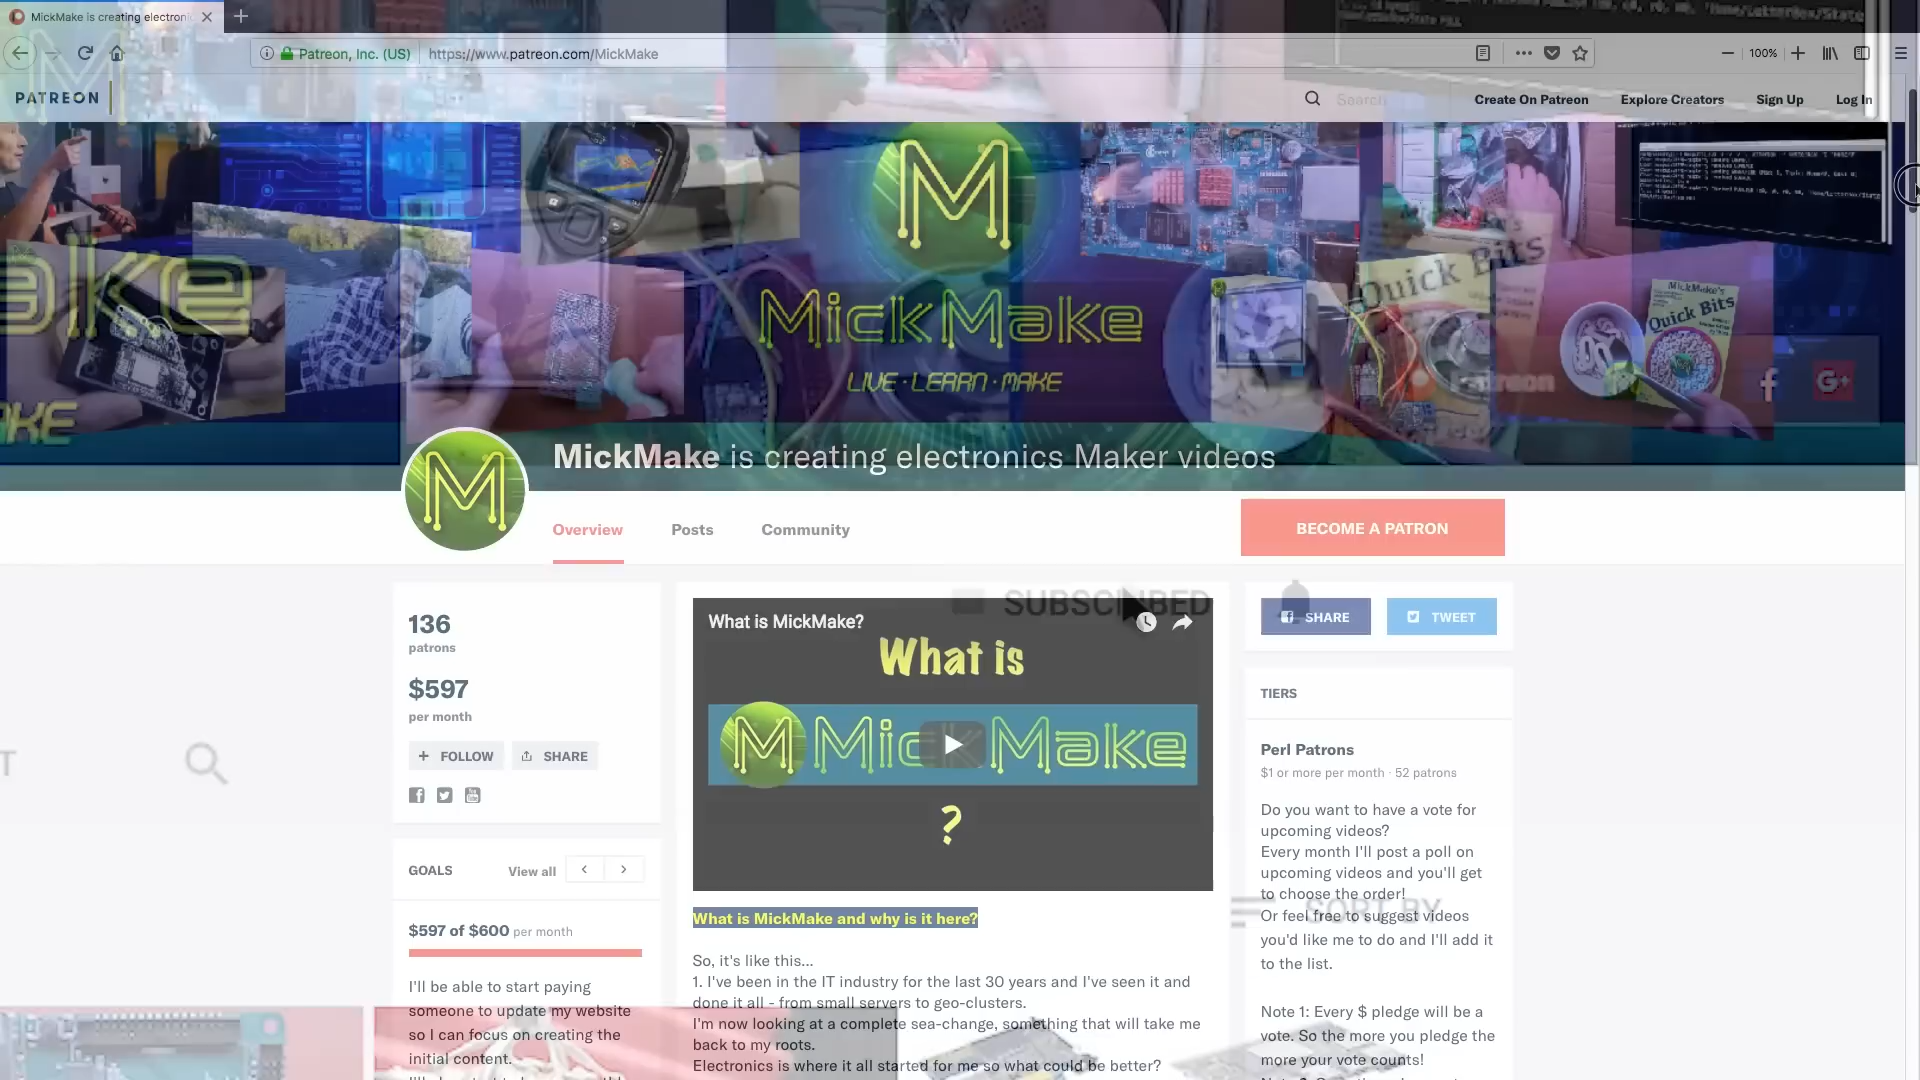 MickMake is creating electroni
Patreon, Inc. (US)
https://www.patreon.com/MickMake
100%
PATREON
Search
Create On Patreon
Explore Creators
Sign Up
Log In
M
MickMake
LIVE · LEARN · MAKE
ake
KE
Quick Bits
MickMake's
Quick Bits
Patreon
G+
M
MickMake is creating electronics Maker videos
Overview
Posts
Community
BECOME A PATRON
136
patrons
$597
per month
+ FOLLOW
SHARE
GOALS
View all
$597 of $600 per month
I'll be able to start paying
someone to update my website
so I can focus on creating the
initial content.
SUBSCRIBED
What is MickMake?
What is
MickMake
?
What is MickMake and why is it here?
So, it's like this...
1. I've been in the IT industry for the last 30 years and I've seen it and
done it all - from small servers to geo-clusters.
I'm now looking at a complete sea-change, something that will take me
back to my roots.
Electronics is where it all started for me so what could be better?
SHARE
TWEET
TIERS
Perl Patrons
$1 or more per month · 52 patrons
Do you want to have a vote for
upcoming videos?
Every month I'll post a poll on
upcoming videos and you'll get
to choose the order!
SORT BY
Or feel free to suggest videos
you'd like me to do and I'll add it
to the list.
Note 1: Every $ pledge will be a
vote. So the more you pledge the
more your vote counts!